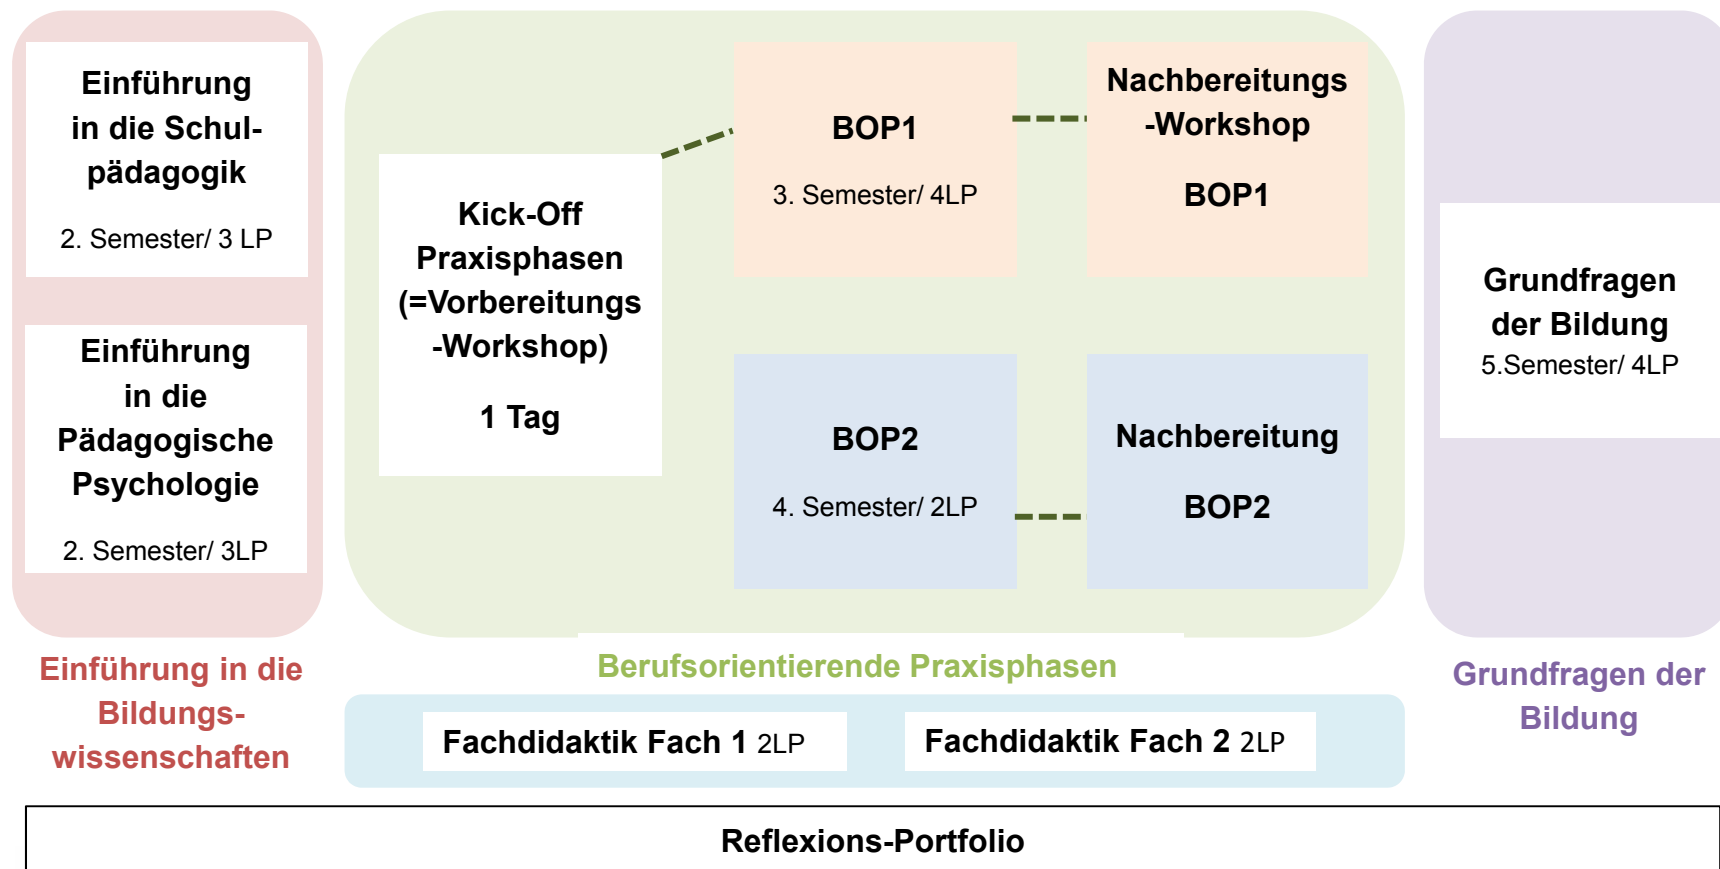 Einführung
in die Schul-
pädagogik
2. Semester/ 3 LP
Einführung
in die
Pädagogische
Psychologie
2. Semester/ 3LP
Einführung in die
Bildungs-
wissenschaften
Kick-Off
Praxisphasen
(=Vorbereitungs
-Workshop)
1 Tag
BOP1
3. Semester/ 4LP
Nachbereitungs
-Workshop
BOP1
BOP2
4. Semester/ 2LP
Nachbereitung
BOP2
Berufsorientierende Praxisphasen
Fachdidaktik Fach 1 2LP
Fachdidaktik Fach 2 2LP
Grundfragen
der Bildung
5.Semester/ 4LP
Grundfragen der
Bildung
Reflexions-Portfolio